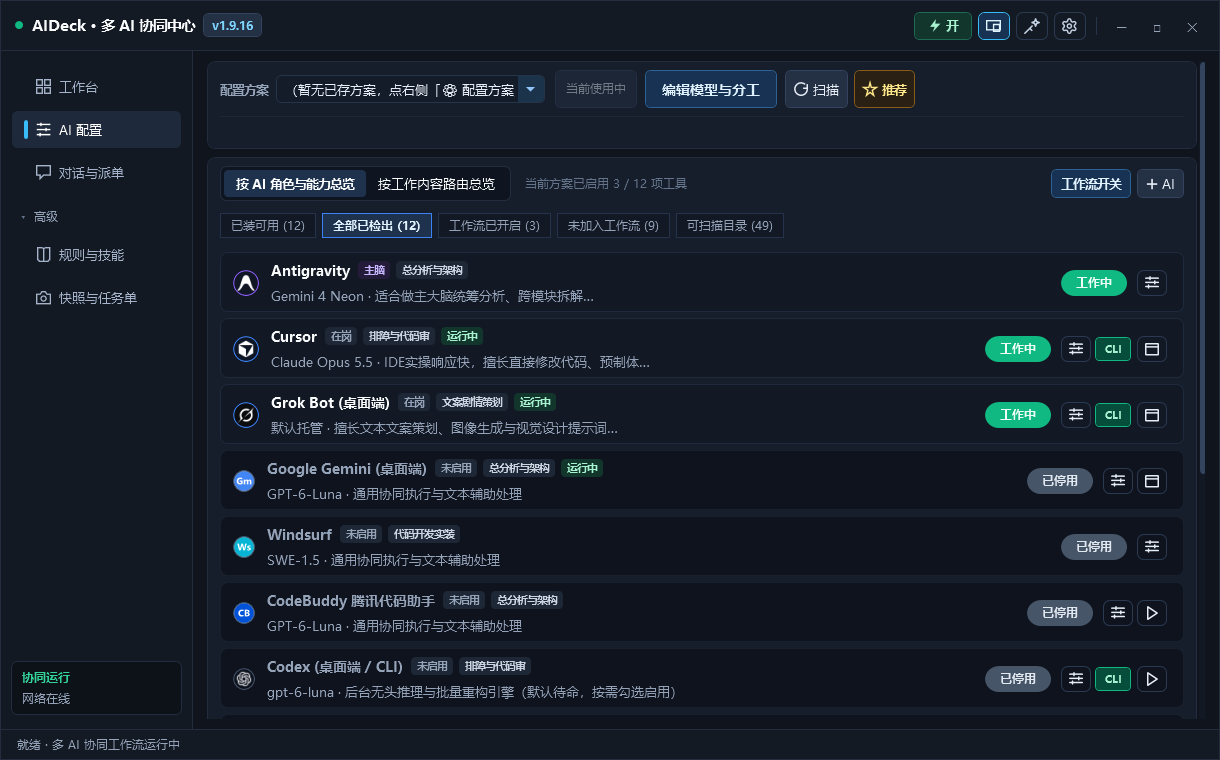 AIDeck • 多 AI 协同中心 v1.9.16 开
工作台
AI 配置
对话与派单
高级
规则与技能
快照与任务单
协同运行
网络在线
配置方案 (暂无已存方案，点右侧「 配置方案 当前使用中 编辑模型与分工 扫描 推荐
按 AI 角色与能力总览 按工作内容路由总览 当前方案已启用 3 / 12 项工具 工作流开关 + AI
已装可用 (12) 全部已检出 (12) 工作流已开启 (3) 未加入工作流 (9) 可扫描目录 (49)
Antigravity 主脑 总分析与架构
Gemini 4 Neon · 适合做主大脑统筹分析、跨模块拆解...
工作中
Cursor 在岗 排障与代码审 运行中
Claude Opus 5.5 · IDE实操响应快，擅长直接修改代码、预制体...
工作中 CLI
Grok Bot (桌面端) 在岗 文案剧情策划 运行中
默认托管 · 擅长文本文案策划、图像生成与视觉设计提示词...
工作中 CLI
Gm Google Gemini (桌面端) 未启用 总分析与架构 运行中
GPT-6-Luna · 通用协同执行与文本辅助处理
已停用
Ws Windsurf 未启用 代码开发实装
SWE-1.5 · 通用协同执行与文本辅助处理
已停用
CB CodeBuddy 腾讯代码助手 未启用 总分析与架构
GPT-6-Luna · 通用协同执行与文本辅助处理
已停用
Codex (桌面端 / CLI) 未启用 排障与代码审
gpt-6-luna · 后台无头推理与批量重构引擎（默认待命，按需勾选启用）
已停用 CLI
就绪 · 多 AI 协同工作流运行中